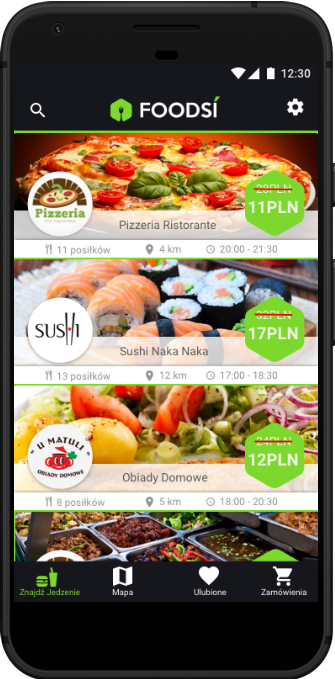 12:30
FOODSÍ
28PLN
11PLN
Pizzeria
Pizzeria Ristorante
11 posiłków 4 km 20:00 - 21:30
32PLN
17PLN
SUSHI
Sushi Naka Naka
13 posiłków 12 km 17:00 - 18:30
24PLN
12PLN
" U MATULI "
OBIADY DOMOWE
Obiady Domowe
8 posiłków 5 km 18:00 - 20:30
Znajdź Jedzenie Mapa Ulubione Zamówienia